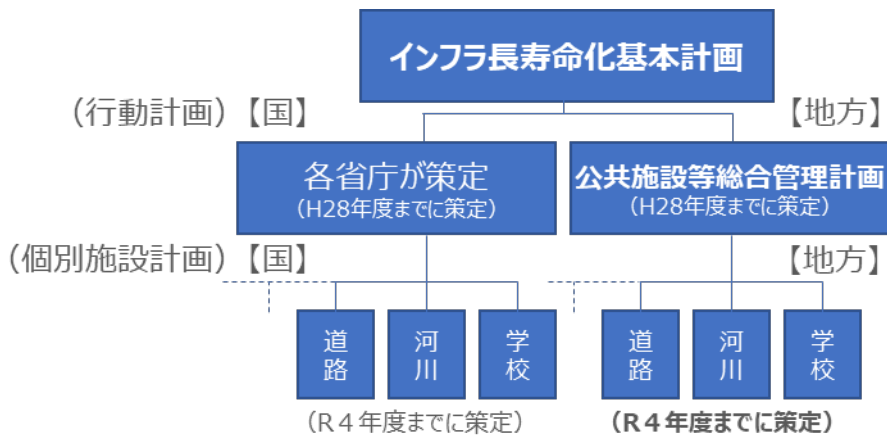 インフラ長寿命化基本計画
（行動計画）【国】
【地方】
各省庁が策定
（H28年度までに策定）
公共施設等総合管理計画
（H28年度までに策定）
（個別施設計画）【国】
【地方】
道路
河川
学校
道路
河川
学校
（R４年度までに策定）
（R４年度までに策定）